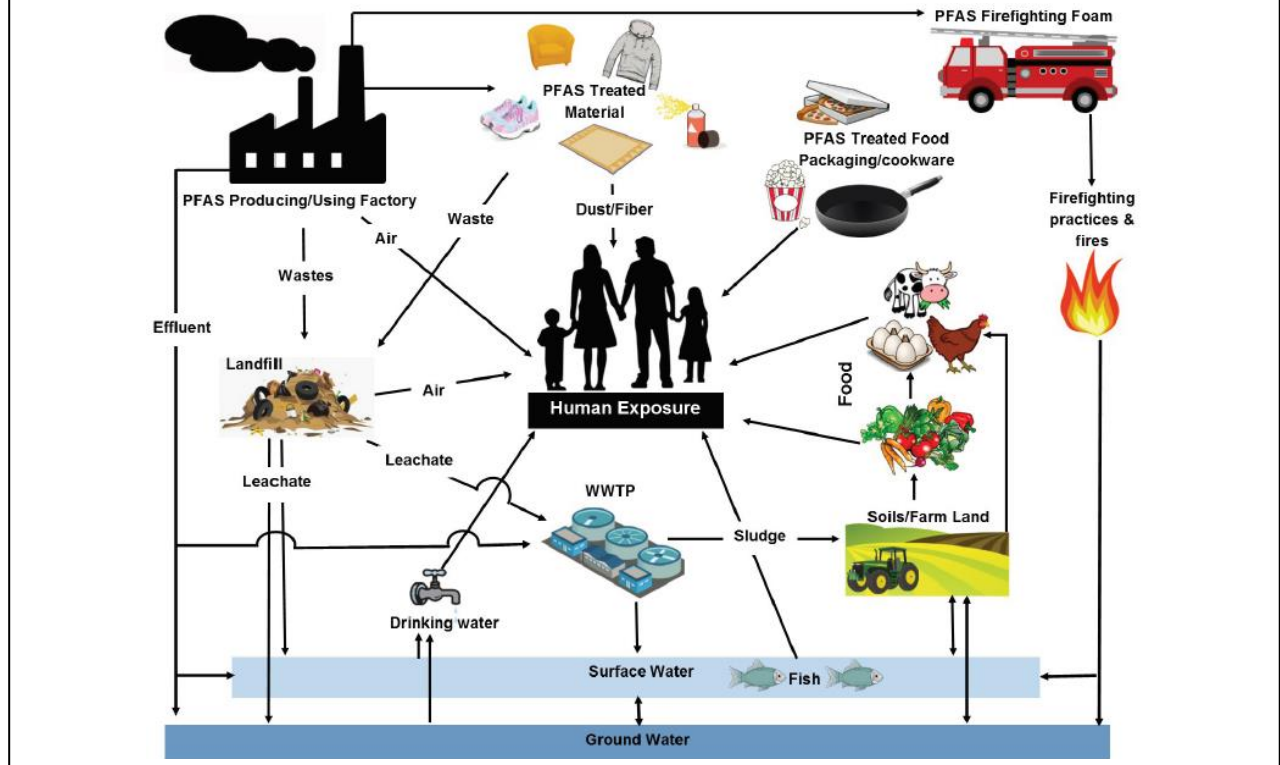 PFAS Firefighting Foam
PFAS Treated
Material
PFAS Treated Food
Packaging/cookware
PFAS Producing/Using Factory
Firefighting
practices &
fires
Waste
Dust/Fiber
Air
Wastes
Effluent
Landfill
Air
Human Exposure
Food
Leachate
Leachate
WWTP
Soils/Farm Land
Sludge
Drinking water
Surface Water
Fish
Ground Water